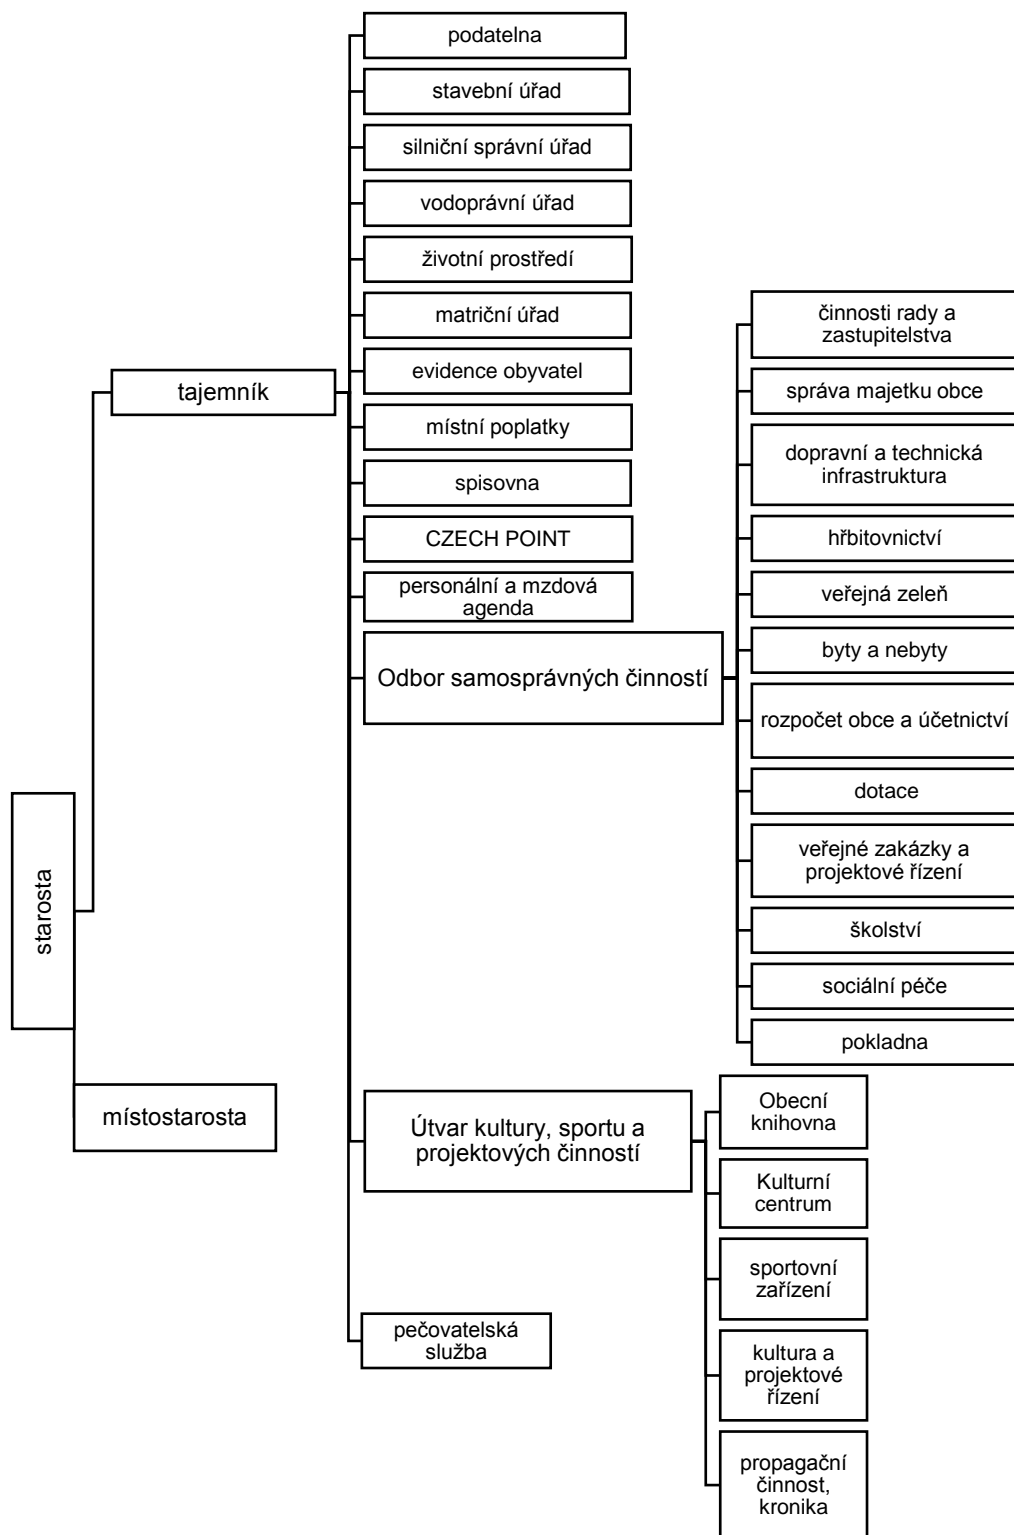 podatelna
stavební úřad
silniční správní úřad
vodoprávní úřad
životní prostředí
matriční úřad
evidence obyvatel
místní poplatky
spisovna
CZECH POINT
personální a mzdová
agenda
Odbor samosprávných činností
činnosti rady a
zastupitelstva
správa majetku obce
dopravní a technická
infrastruktura
hřbitovnictví
veřejná zeleň
byty a nebyty
rozpočet obce a účetnictví
dotace
veřejné zakázky a
projektové řízení
školství
sociální péče
pokladna
tajemník
starosta
místostarosta
Útvar kultury, sportu a
projektových činností
Obecní
knihovna
Kulturní
centrum
sportovní
zařízení
kultura a
projektové
řízení
propagační
činnost,
kronika
pečovatelská
služba